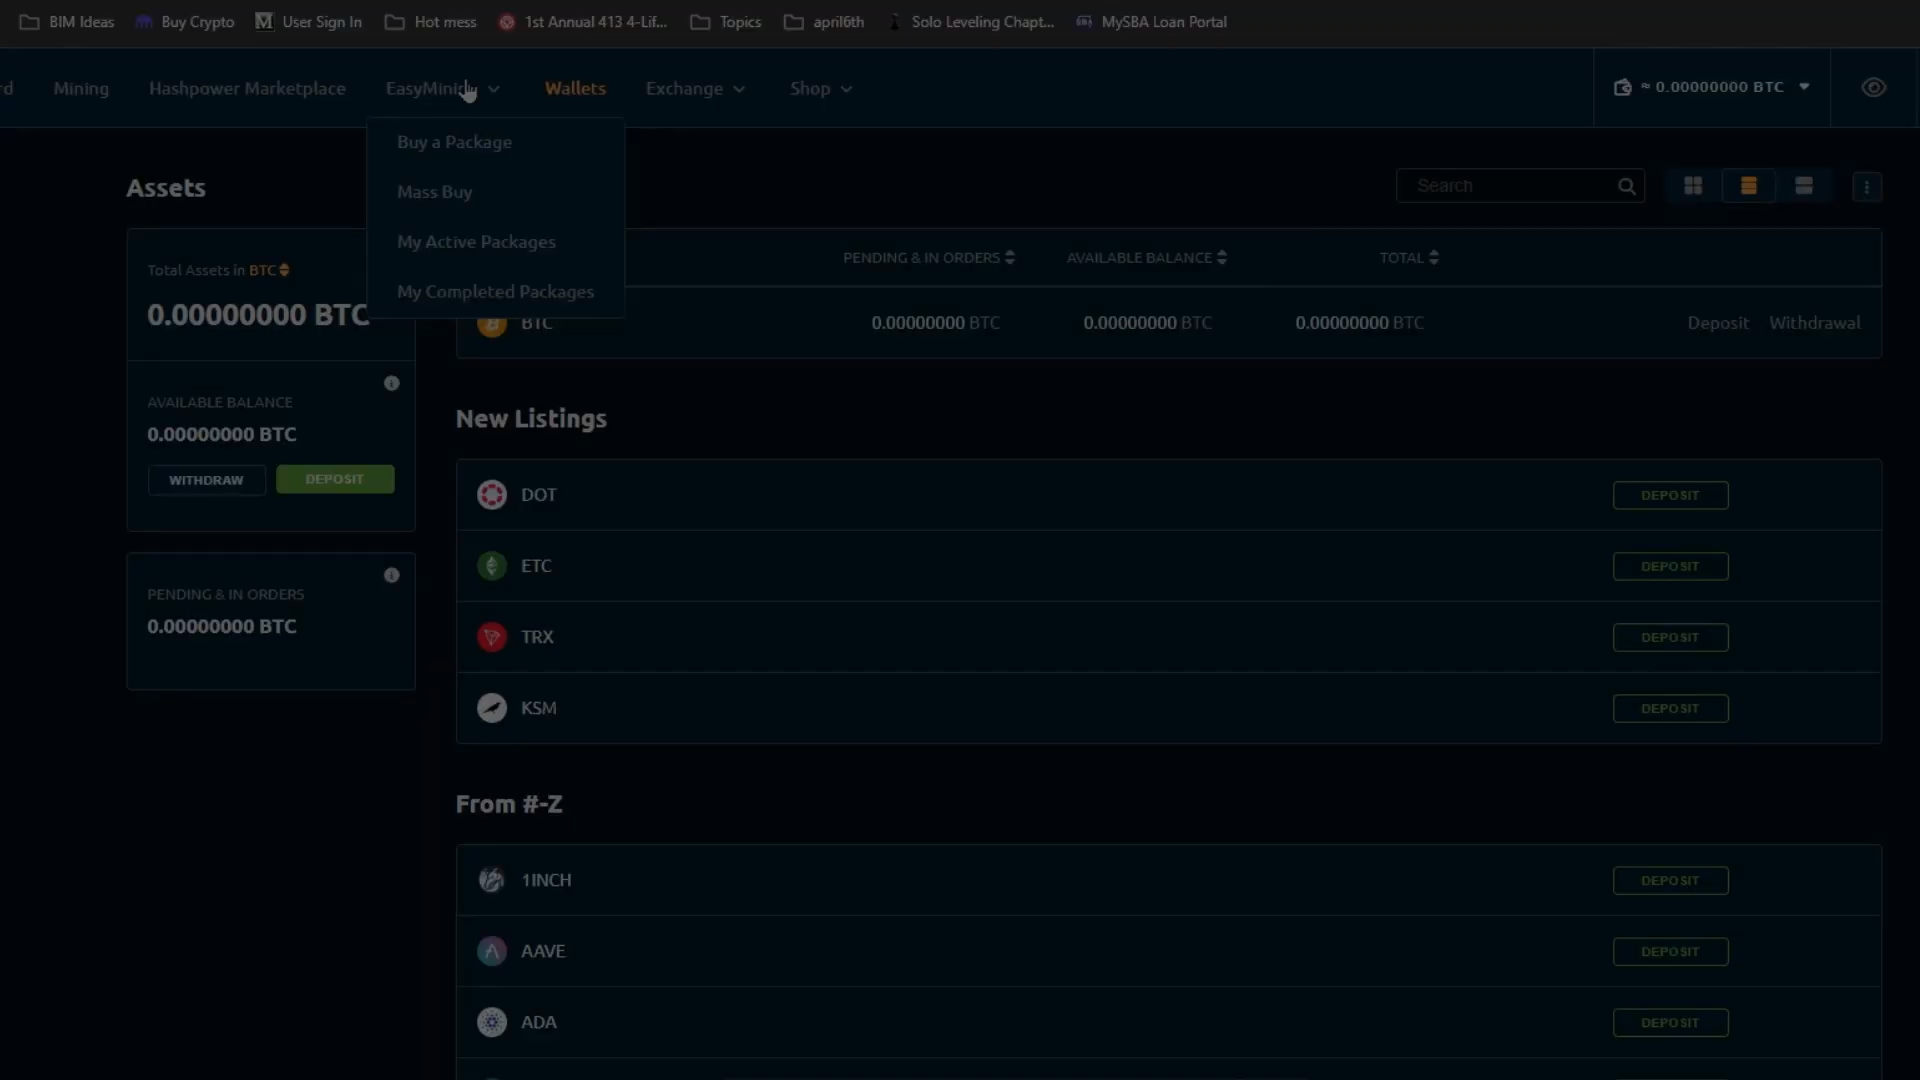 BIM Ideas Buy Crypto User Sign In Hot mess 1st Annual 413 4-Lif... Topics april6th Solo Leveling Chapt... MySBA Loan Portal
rd Mining Hashpower Marketplace EasyMining Wallets Exchange Shop ≈ 0.00000000 BTC
Buy a Package
Mass Buy
My Active Packages
My Completed Packages
Assets
Search
Total Assets in BTC
0.00000000 BTC
AVAILABLE BALANCE
0.00000000 BTC
WITHDRAW DEPOSIT
PENDING & IN ORDERS
0.00000000 BTC
PENDING & IN ORDERS AVAILABLE BALANCE TOTAL
BTC 0.00000000 BTC 0.00000000 BTC 0.00000000 BTC Deposit Withdrawal
New Listings
DOT DEPOSIT
ETC DEPOSIT
TRX DEPOSIT
KSM DEPOSIT
From #-Z
1INCH DEPOSIT
AAVE DEPOSIT
ADA DEPOSIT